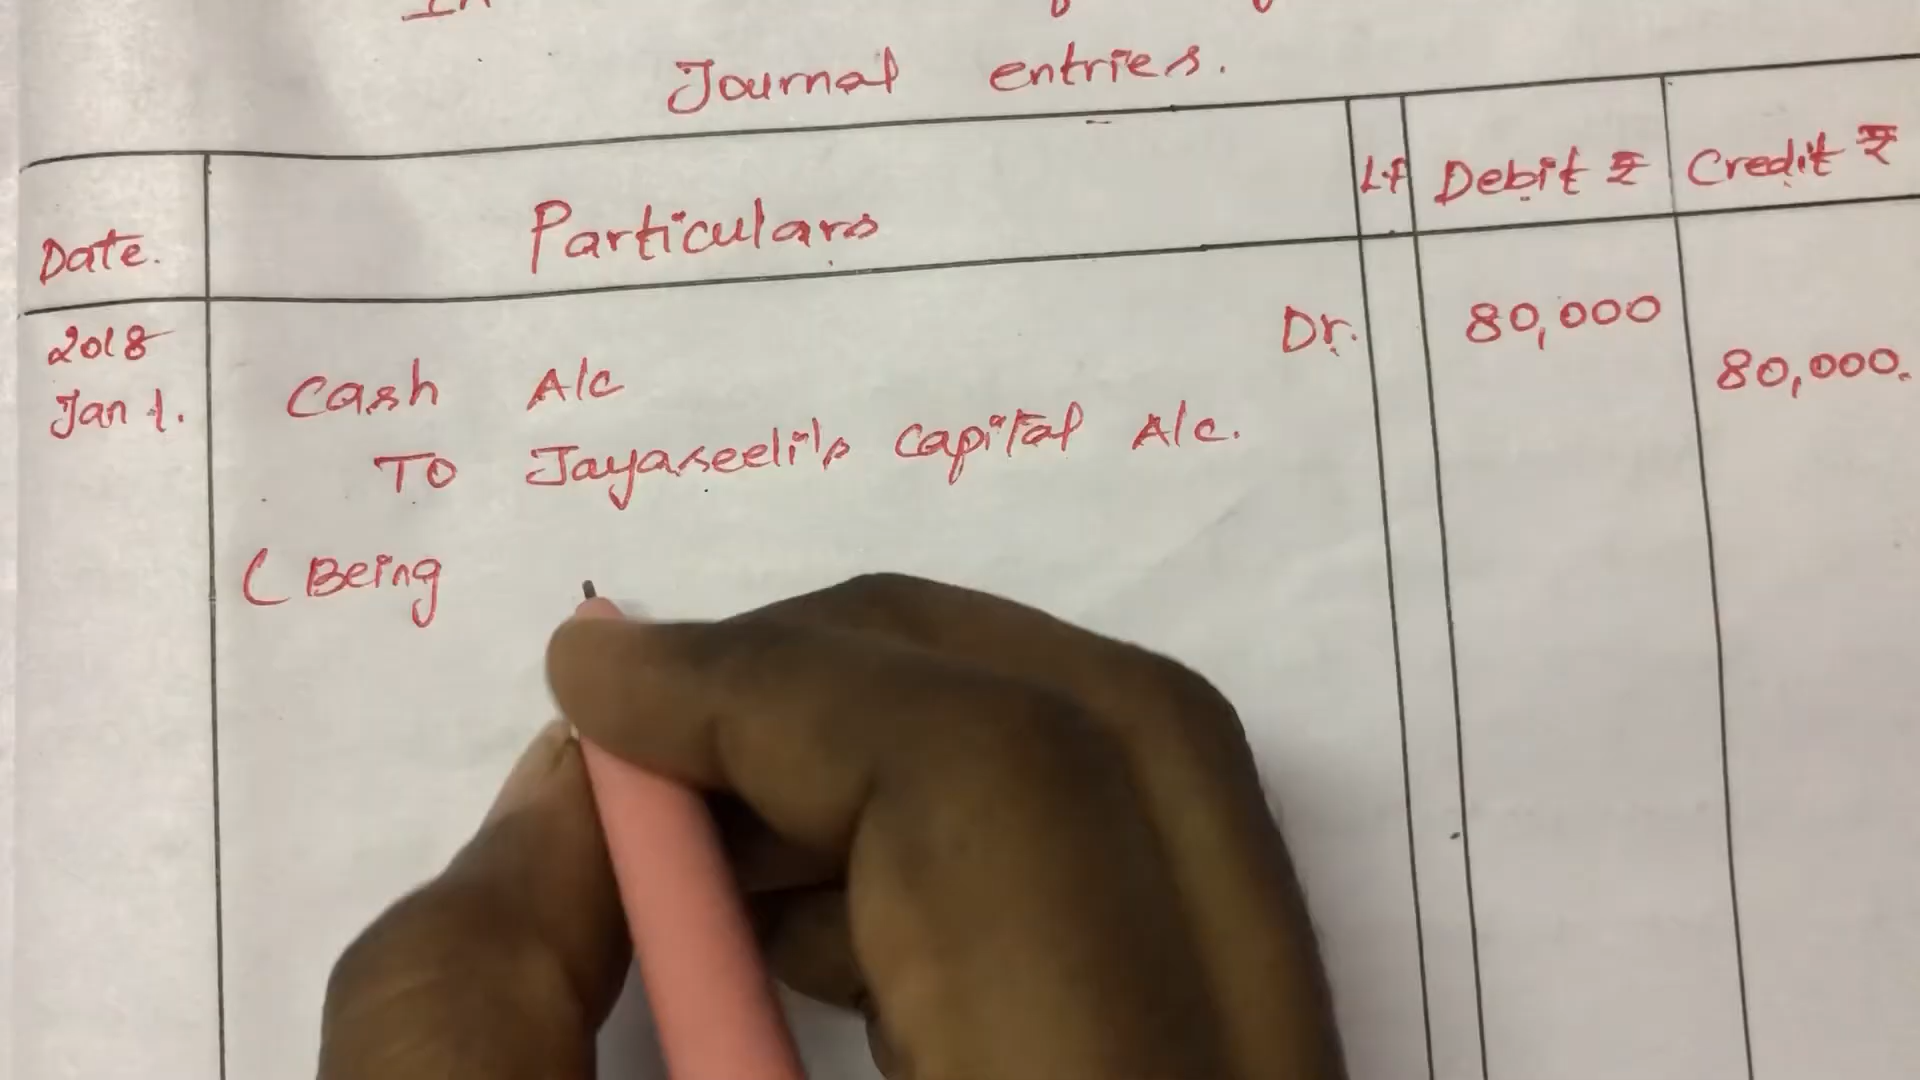 Journal entries.
Date. Particulars L.f Debit ₹ Credit ₹
2018
Jan 1. Cash A/c Dr. 80,000
To Jayaseeli's capital A/c. 80,000.
( Being